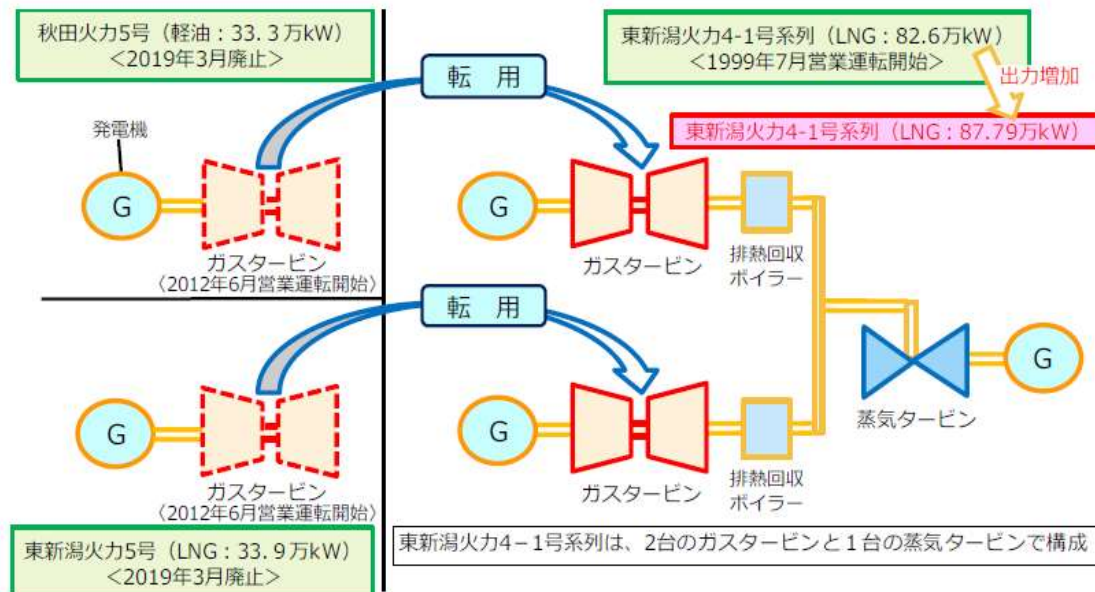 秋田火力5号（軽油：33.3万kW）
＜2019年3月廃止＞
発電機
G
ガスタービン
〈2012年6月営業運転開始〉
転　用
東新潟火力4-1号系列（LNG：82.6万kW）
＜1999年7月営業運転開始＞
出力増加
東新潟火力4-1号系列（LNG：87.79万kW）
G
ガスタービン
排熱回収
ボイラー
G
ガスタービン
〈2012年6月営業運転開始〉
東新潟火力5号（LNG：33.9万kW）
＜2019年3月廃止＞
転　用
G
ガスタービン
排熱回収
ボイラー
蒸気タービン
G
東新潟火力4－1号系列は、2台のガスタービンと1台の蒸気タービンで構成